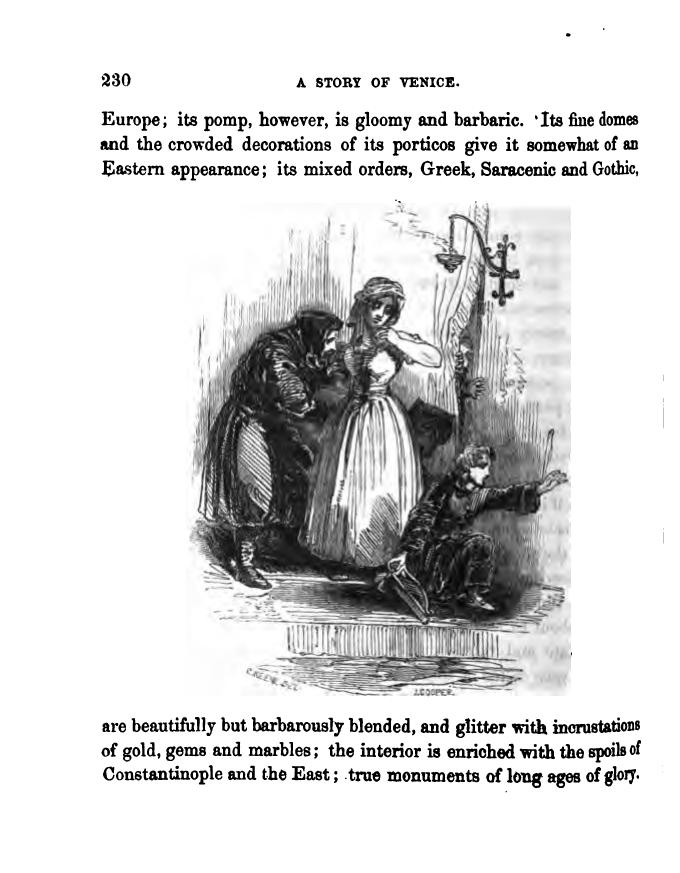 230
A STORY OF VENICE.
Europe; its pomp, however, is gloomy and barbaric. Its fine domes
and the crowded decorations of its porticos give it somewhat of an
Eastern appearance; its mixed orders, Greek, Saracenic and Gothic,
C.KEENE.DEL
J.COOPER.
are beautifully but barbarously blended, and glitter with incrustations
of gold, gems and marbles; the interior is enriched with the spoils of
Constantinople and the East; true monuments of long ages of glory.